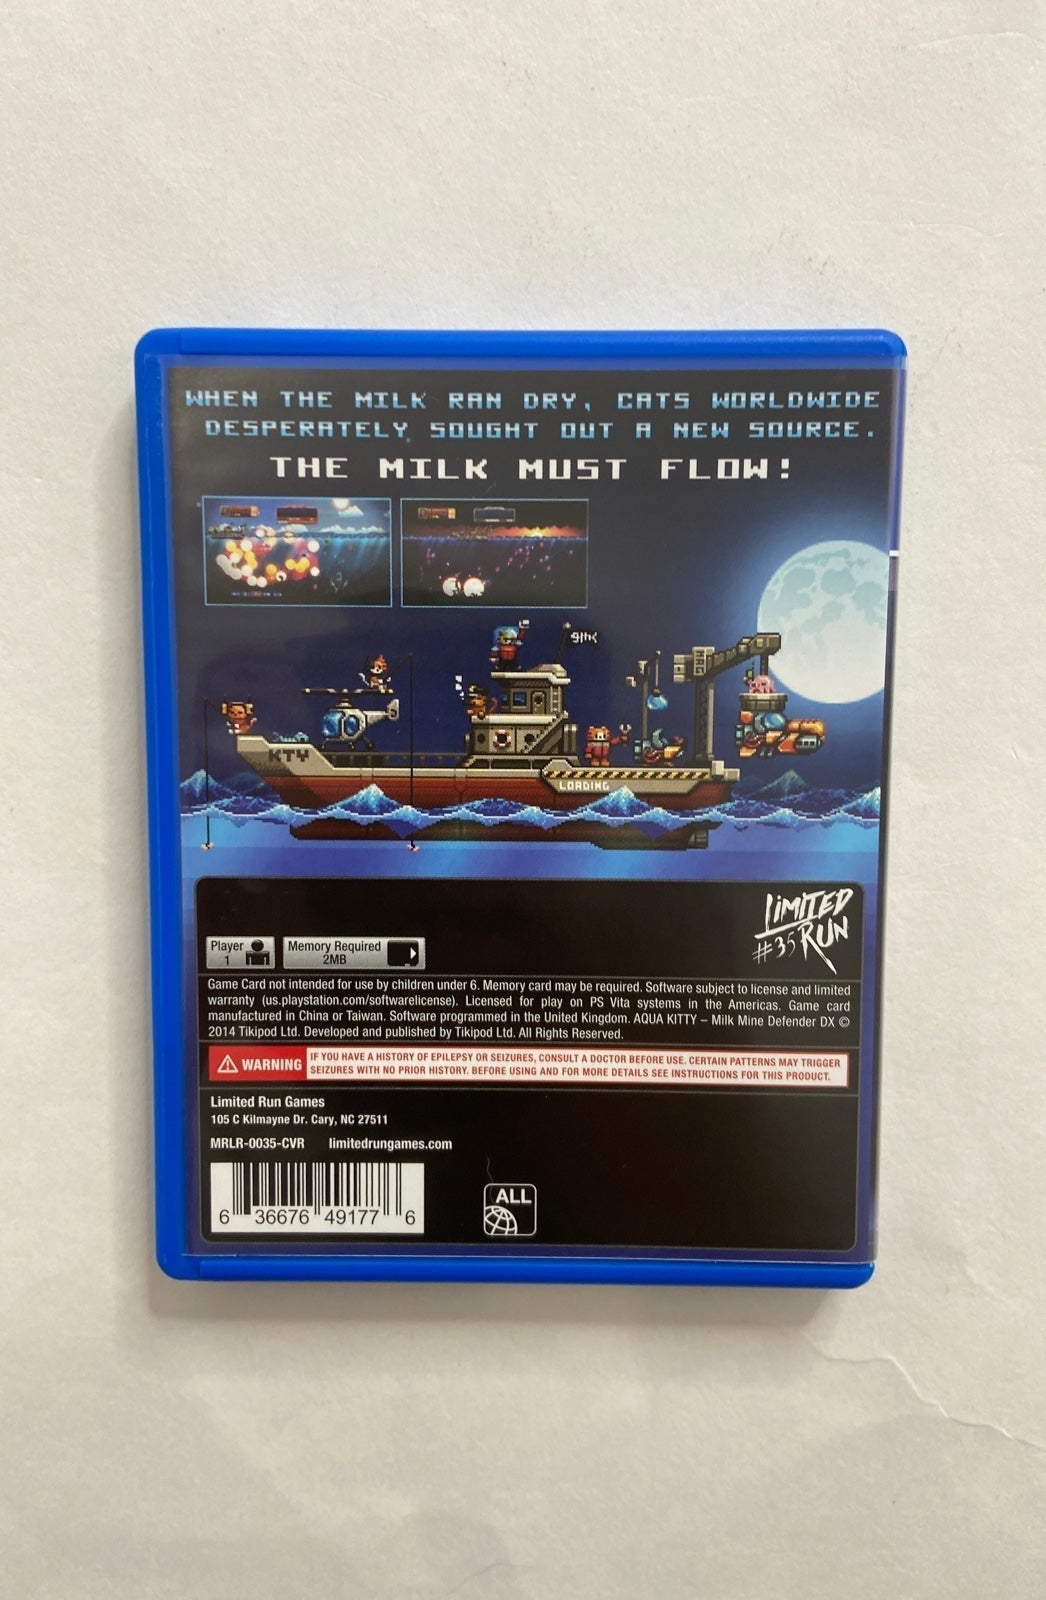 WHEN THE MILK RAN DRY, CATS WORLDWIDE
DESPERATELY SOUGHT OUT A NEW SOURCE.
THE MILK MUST FLOW!
KTY
LOADING
LIMITED
#35 RUN
Player
1
Memory Required
2MB
Game Card not intended for use by children under 6. Memory card may be required. Software subject to license and limited
warranty (us.playstation.com/softwarelicense). Licensed for play on PS Vita systems in the Americas. Game card
manufactured in China or Taiwan. Software programmed in the United Kingdom. AQUA KITTY – Milk Mine Defender DX ©
2014 Tikipod Ltd. Developed and published by Tikipod Ltd. All Rights Reserved.
WARNING
IF YOU HAVE A HISTORY OF EPILEPSY OR SEIZURES, CONSULT A DOCTOR BEFORE USE. CERTAIN PATTERNS MAY TRIGGER
SEIZURES WITH NO PRIOR HISTORY. BEFORE USING AND FOR MORE DETAILS SEE INSTRUCTIONS FOR THIS PRODUCT.
Limited Run Games
105 C Kilmayne Dr. Cary, NC 27511
MRLR-0035-CVR limitedrungames.com
6 36676 49177 6
ALL